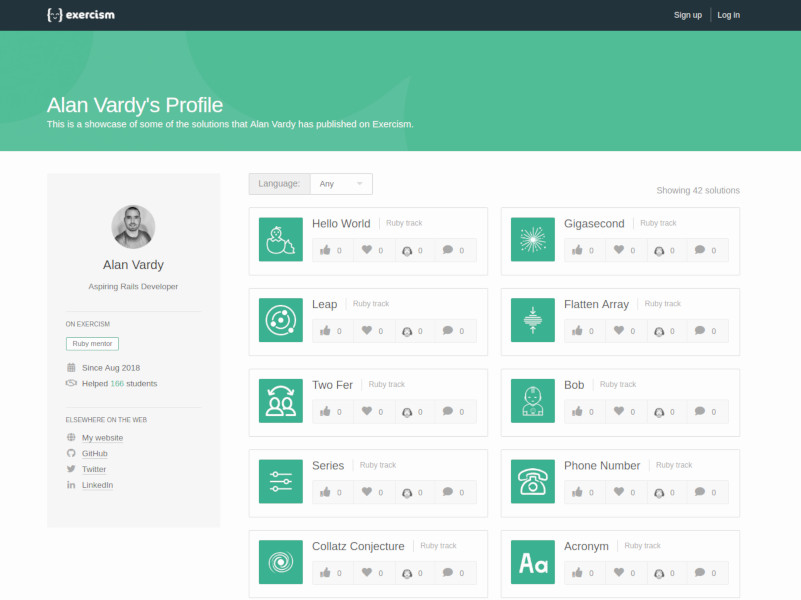 exercism
Sign up
Log in
Alan Vardy's Profile
This is a showcase of some of the solutions that Alan Vardy has published on Exercism.
Alan Vardy
Aspiring Rails Developer
ON EXERCISM
Ruby mentor
Since Aug 2018
Helped 166 students
ELSEWHERE ON THE WEB
My website
GitHub
Twitter
LinkedIn
Language: Any
Showing 42 solutions
Hello World Ruby track
0 0 0 0
Gigasecond Ruby track
0 0 0 0
Leap Ruby track
0 0 0 0
Flatten Array Ruby track
0 0 0 0
Two Fer Ruby track
0 0 0 0
Bob Ruby track
0 0 0 0
Series Ruby track
0 0 0 0
Phone Number Ruby track
0 0 0 0
Collatz Conjecture Ruby track
0 0 0 0
Aa
Acronym Ruby track
0 0 0 0